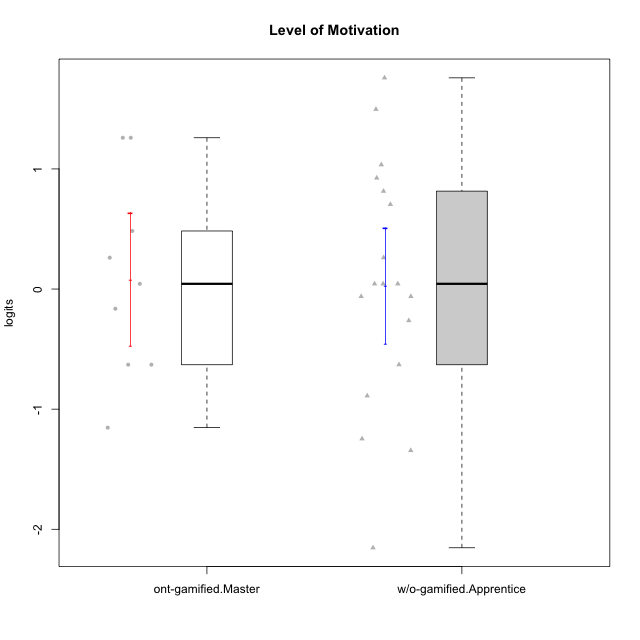 Level of Motivation
logits
1
0
-1
-2
ont-gamified.Master
w/o-gamified.Apprentice